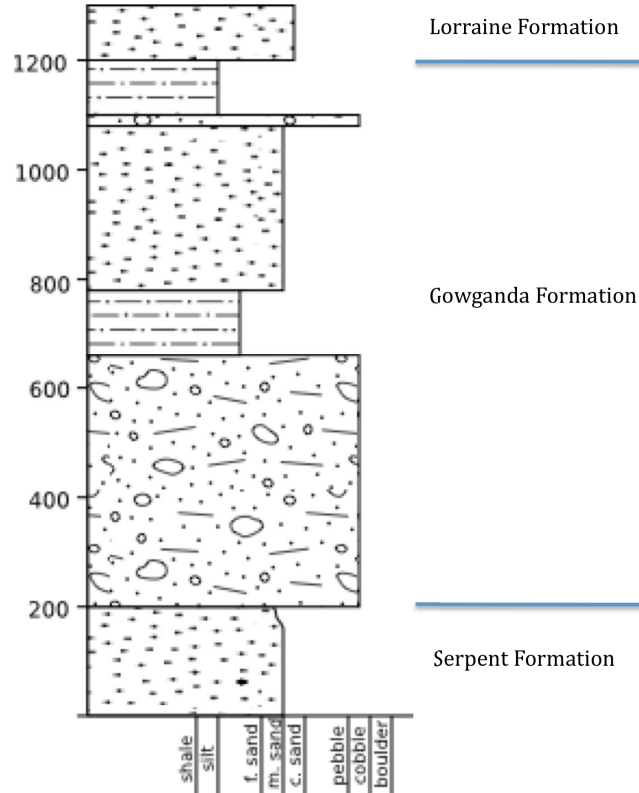 Lorraine Formation
1200
1000
Gowganda Formation
800
600
400
200
Serpent Formation
shale
silt
f. sand
m. sand
c. sand
pebble
cobble
boulder